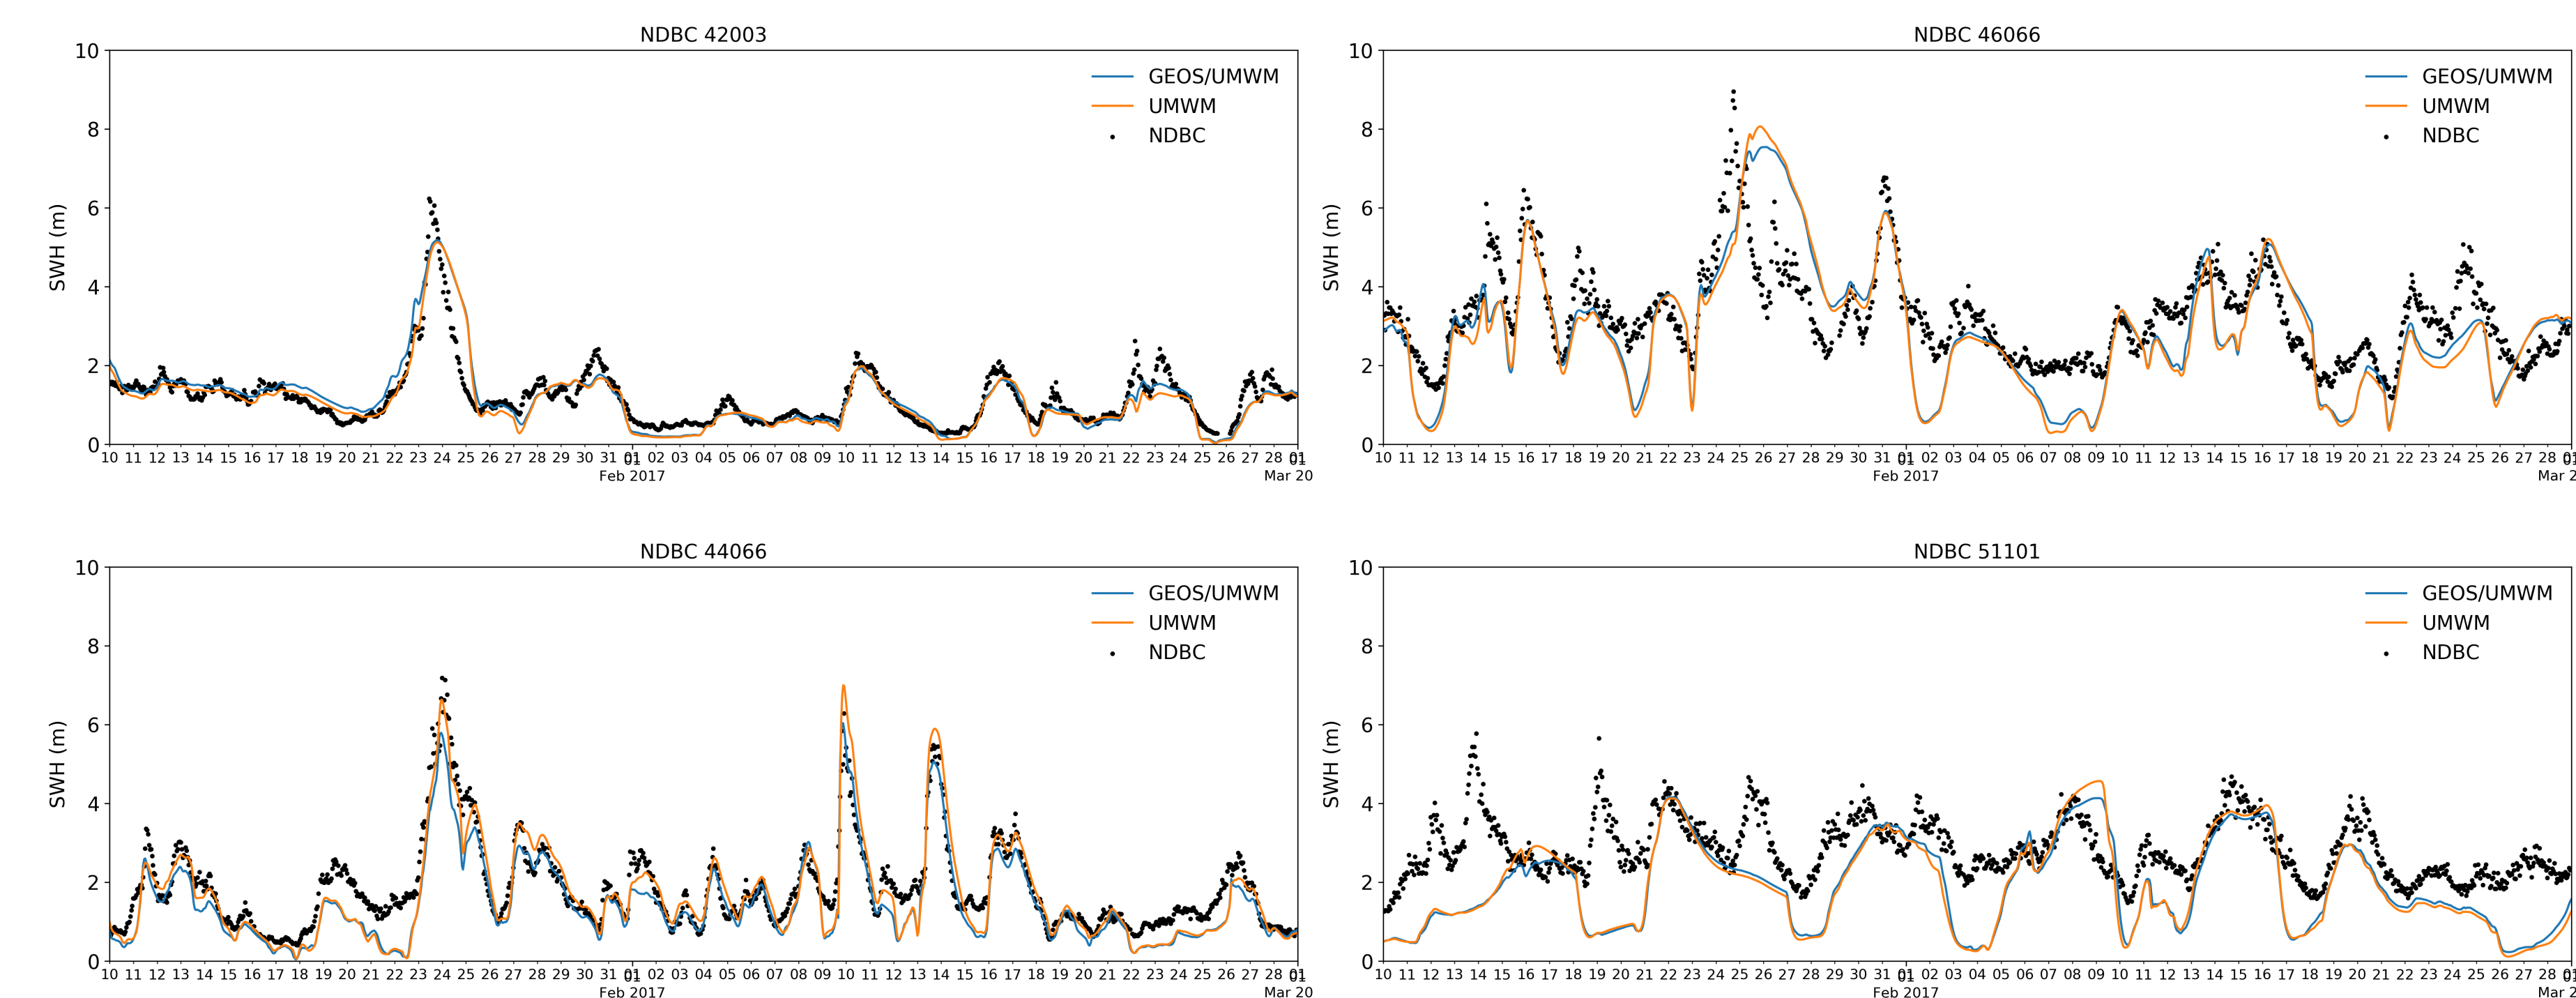 NDBC 42003
SWH (m)
10
8
6
4
2
0
GEOS/UMWM
UMWM
NDBC
10 11 12 13 14 15 16 17 18 19 20 21 22 23 24 25 26 27 28 29 30 31 01 02 03 04 05 06 07 08 09 10 11 12 13 14 15 16 17 18 19 20 21 22 23 24 25 26 27 28 01
Feb 2017
Mar 20
NDBC 46066
SWH (m)
10
8
6
4
2
0
GEOS/UMWM
UMWM
NDBC
10 11 12 13 14 15 16 17 18 19 20 21 22 23 24 25 26 27 28 29 30 31 01 02 03 04 05 06 07 08 09 10 11 12 13 14 15 16 17 18 19 20 21 22 23 24 25 26 27 28
Feb 2017
Mar 2
NDBC 44066
SWH (m)
10
8
6
4
2
0
GEOS/UMWM
UMWM
NDBC
10 11 12 13 14 15 16 17 18 19 20 21 22 23 24 25 26 27 28 29 30 31 01 02 03 04 05 06 07 08 09 10 11 12 13 14 15 16 17 18 19 20 21 22 23 24 25 26 27 28 01
Feb 2017
Mar 20
NDBC 51101
SWH (m)
10
8
6
4
2
0
GEOS/UMWM
UMWM
NDBC
10 11 12 13 14 15 16 17 18 19 20 21 22 23 24 25 26 27 28 29 30 31 01 02 03 04 05 06 07 08 09 10 11 12 13 14 15 16 17 18 19 20 21 22 23 24 25 26 27 28
Feb 2017
Mar 2